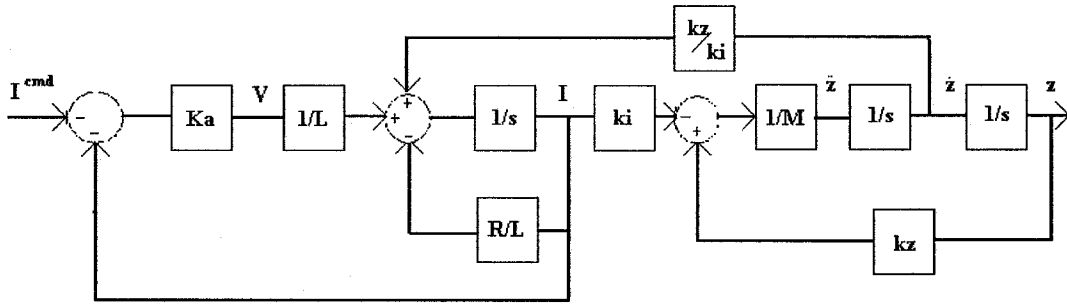 kz/ki
I cmd
− −
Ka
V
1/L
+ + −
1/s
I
ki
− +
1/M
z̈
1/s
ż
1/s
z
R/L
kz